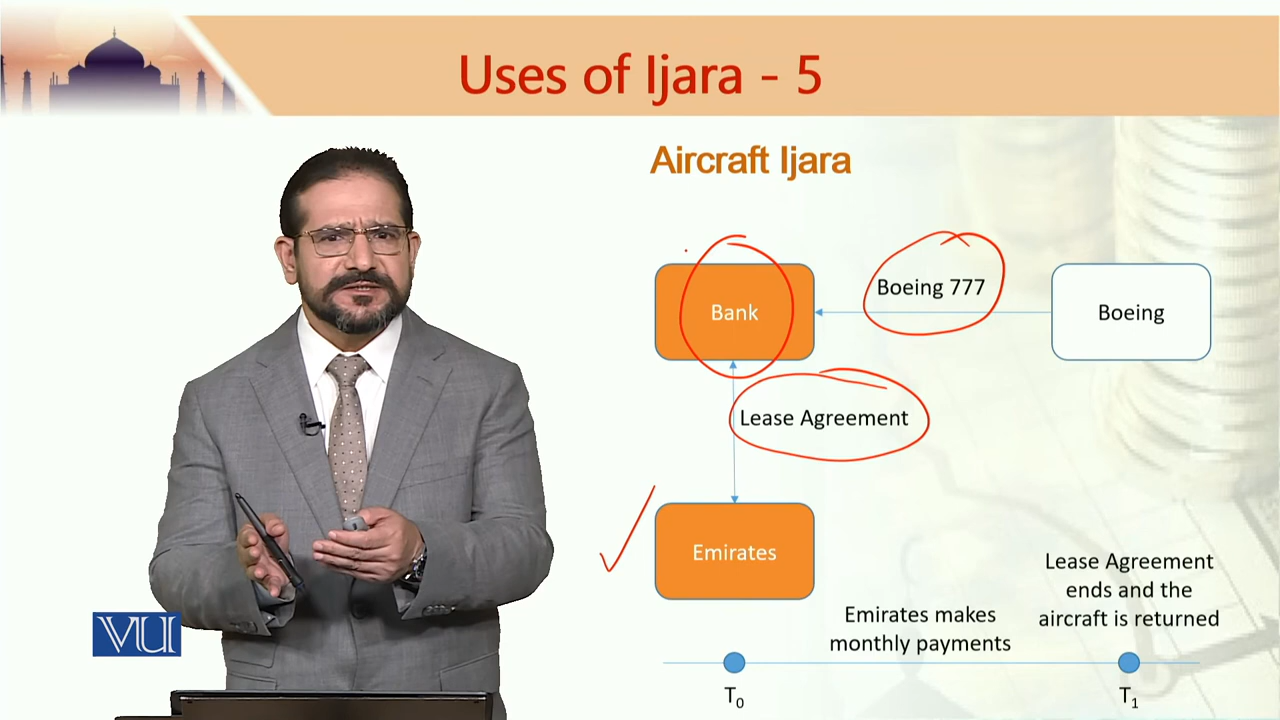 Uses of Ijara - 5
Aircraft Ijara
Bank
Boeing 777
Boeing
Lease Agreement
Emirates
Emirates makes
monthly payments
Lease Agreement
ends and the
aircraft is returned
T0
T1
VU